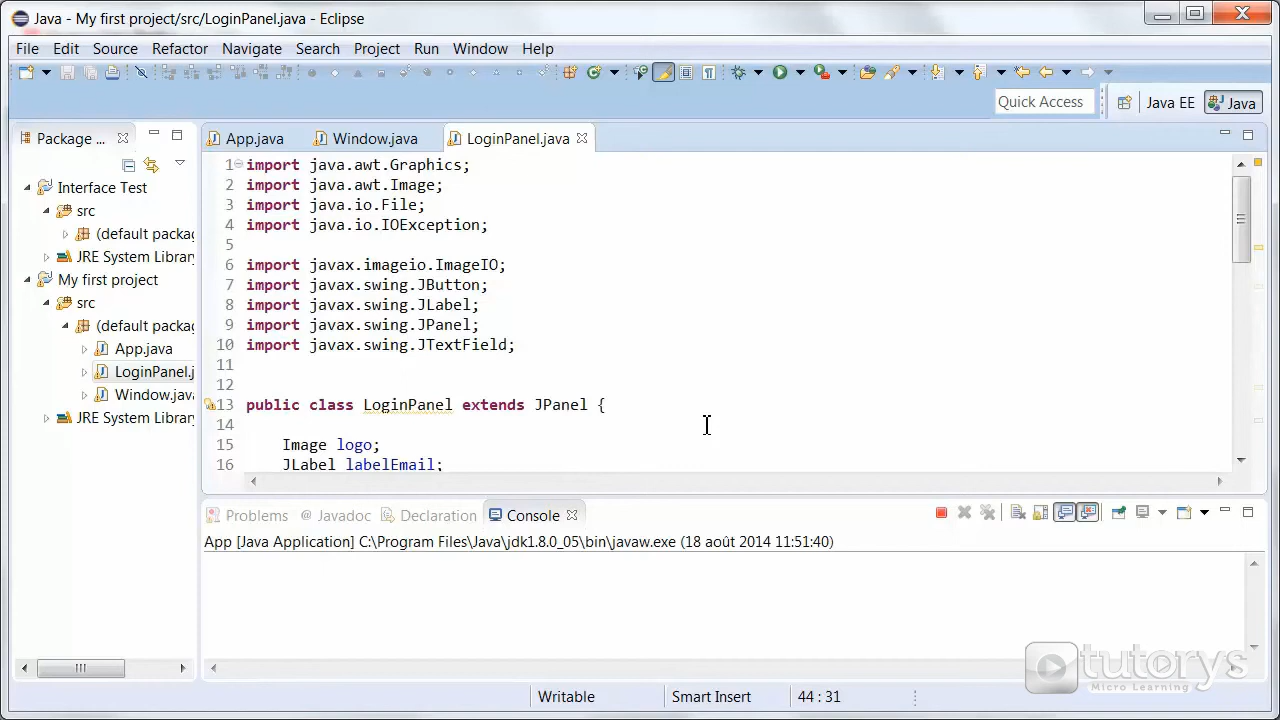 Java - My first project/src/LoginPanel.java - Eclipse
File Edit Source Refactor Navigate Search Project Run Window Help
Quick Access Java EE Java
Package ...
App.java Window.java LoginPanel.java
Interface Test
src
(default packag
JRE System Library
My first project
src
(default packag
App.java
LoginPanel.j
Window.java
JRE System Library
1 import java.awt.Graphics;
2 import java.awt.Image;
3 import java.io.File;
4 import java.io.IOException;
5
6 import javax.imageio.ImageIO;
7 import javax.swing.JButton;
8 import javax.swing.JLabel;
9 import javax.swing.JPanel;
10 import javax.swing.JTextField;
11
12
13 public class LoginPanel extends JPanel {
14
15 Image logo;
16 JLabel labelEmail;
Problems @ Javadoc Declaration Console
App [Java Application] C:\Program Files\Java\jdk1.8.0_05\bin\javaw.exe (18 août 2014 11:51:40)
Writable Smart Insert 44 : 31
tutorys
Micro Learning